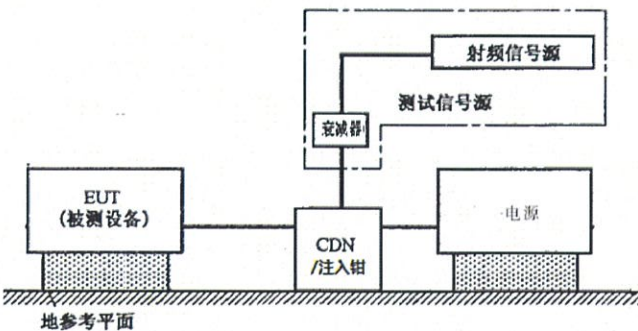 射频信号源
测试信号源
衰减器
EUT
(被测设备)
CDN
/注入钳
电源
地参考平面